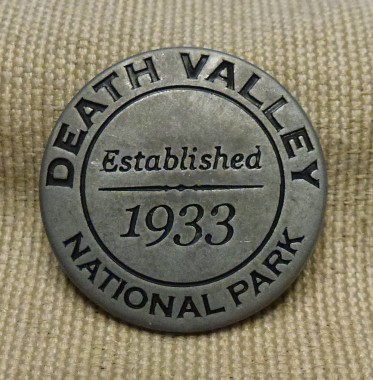 DEATH VALLEY
Established
1933
NATIONAL PARK